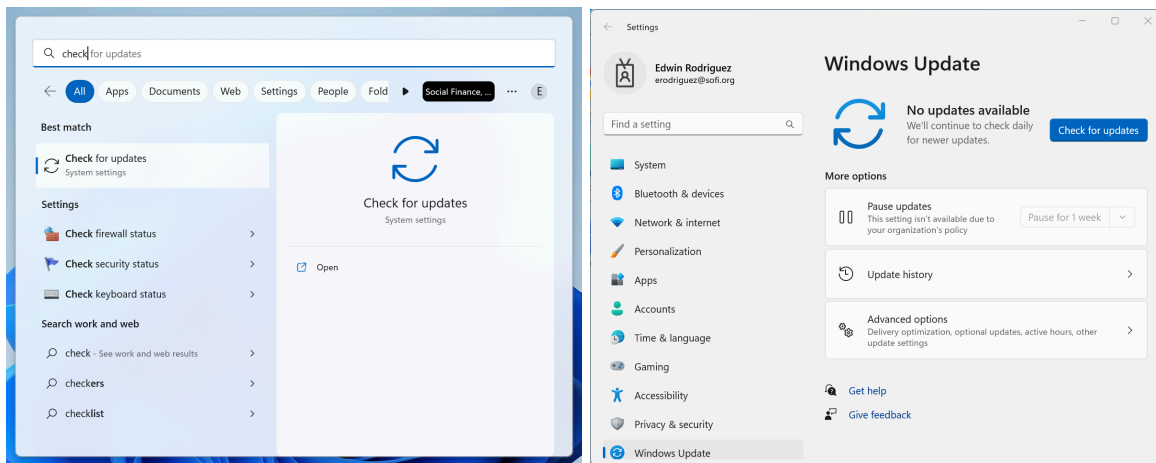 check for updates
All Apps Documents Web Settings People Fold Social Finance, ... ... E
Best match
Check for updates
System settings
Settings
Check firewall status
Check security status
Check keyboard status
Search work and web
check - See work and web results
checkers
checklist
Check for updates
System settings
Open
Settings
Edwin Rodriguez
erodriguez@sofi.org
Find a setting
System
Bluetooth & devices
Network & internet
Personalization
Apps
Accounts
Time & language
Gaming
Accessibility
Privacy & security
Windows Update
Windows Update
No updates available
We'll continue to check daily
for newer updates.
Check for updates
More options
Pause updates
This setting isn't available due to
your organization's policy
Pause for 1 week
Update history
Advanced options
Delivery optimization, optional updates, active hours, other
update settings
Get help
Give feedback